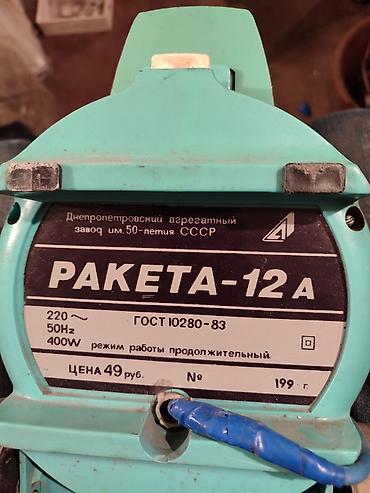 Днепропетровский агрегатный
завод им. 50-летия СССР
РАКЕТА-12А
220~
50Hz
400W
ГОСТ 10280-83
режим работы продолжительный
ЦЕНА 49 руб. № 199 г.